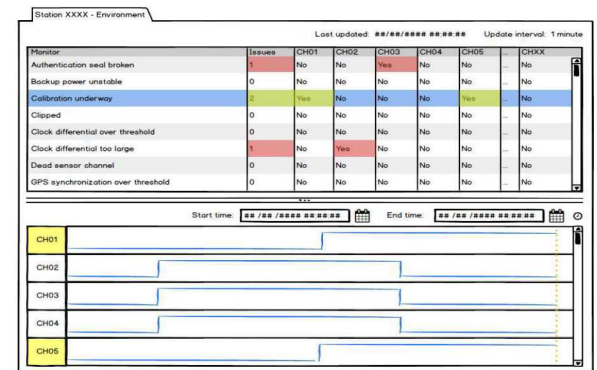 Station XXXX - Environment
Last updated: ##/##/#### ##:##:## Update interval: 1 minute
Monitor Issues CH01 CH02 CH03 CH04 CH05 ... CHXX
Authentication seal broken 1 No No Yes No No ... No
Backup power unstable 0 No No No No No ... No
Calibration underway 2 Yes No No No Yes ... No
Clipped 0 No No No No No ... No
Clock differential over threshold 0 No No No No No ... No
Clock differential too large 1 No Yes No No No ... No
Dead sensor channel 0 No No No No No ... No
GPS synchronization over threshold 0 No No No No No ... No
Start time: ## /## /#### ##:##:## End time: ## /## /#### ##:##:##
CH01
CH02
CH03
CH04
CH05